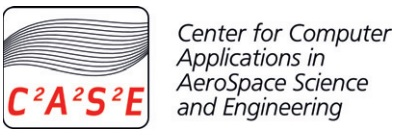 C²A²S²E
Center for Computer
Applications in
AeroSpace Science
and Engineering